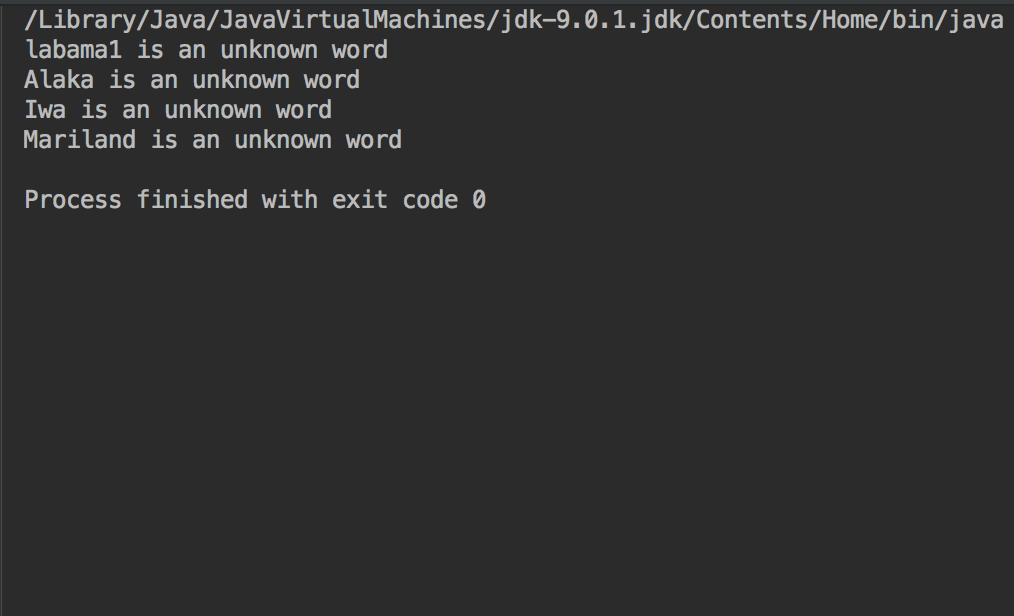 /Library/Java/JavaVirtualMachines/jdk-9.0.1.jdk/Contents/Home/bin/java
labama1 is an unknown word
Alaka is an unknown word
Iwa is an unknown word
Mariland is an unknown word
Process finished with exit code 0